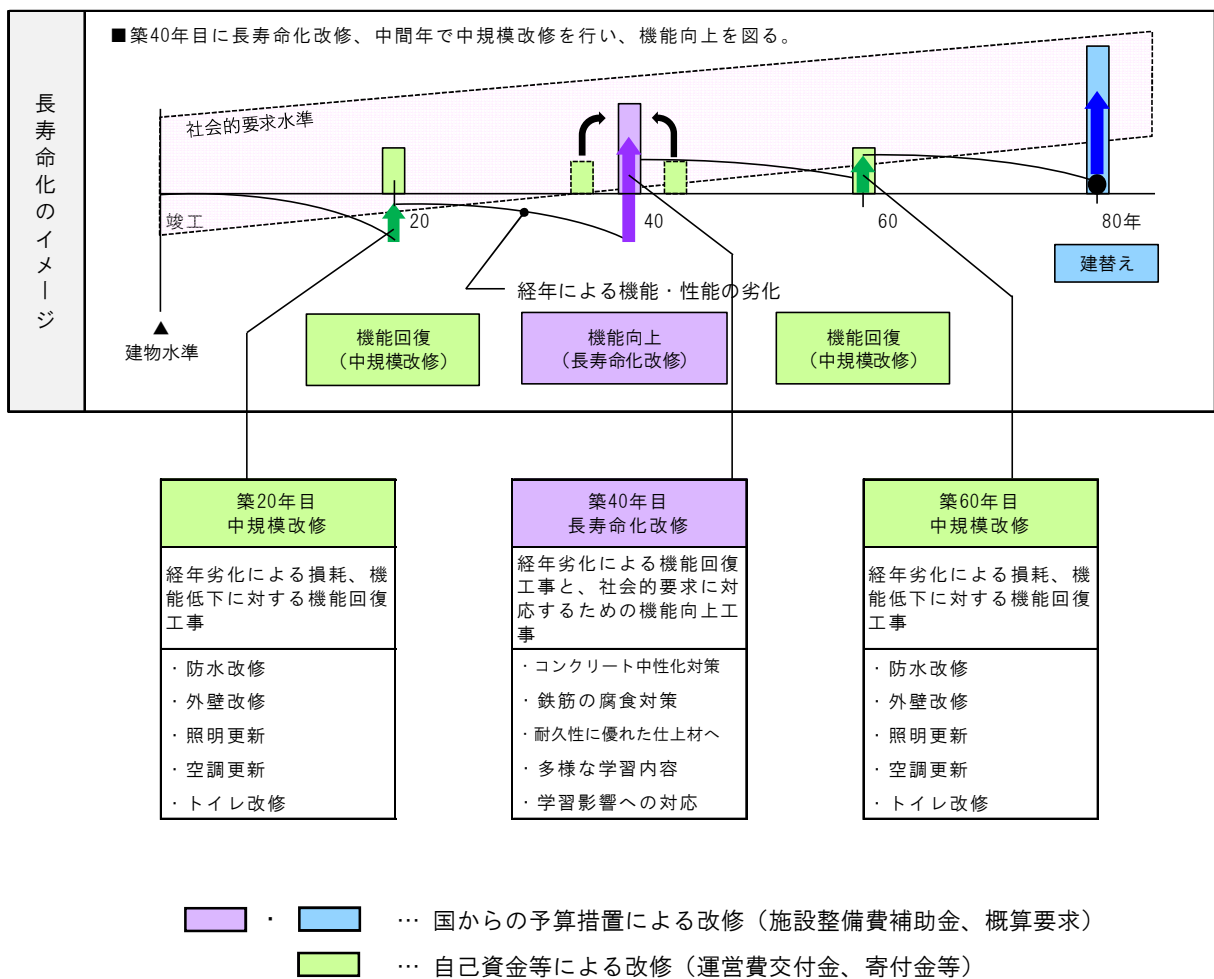 長寿命化のイメージ
■築40年目に長寿命化改修、中間年で中規模改修を行い、機能向上を図る。
社会的要求水準
竣工
20
40
60
80年
建替え
経年による機能・性能の劣化
▲
建物水準
機能回復
(中規模改修)
機能向上
(長寿命化改修)
機能回復
(中規模改修)
築20年目
中規模改修
経年劣化による損耗、機
能低下に対する機能回復
工事
・防水改修
・外壁改修
・照明更新
・空調更新
・トイレ改修
築40年目
長寿命化改修
経年劣化による機能回復
工事と、社会的要求に対
応するための機能向上工
事
・コンクリート中性化対策
・鉄筋の腐食対策
・耐久性に優れた仕上材へ
・多様な学習内容
・学習影響への対応
築60年目
中規模改修
経年劣化による損耗、機
能低下に対する機能回復
工事
・防水改修
・外壁改修
・照明更新
・空調更新
・トイレ改修
・ … 国からの予算措置による改修(施設整備費補助金、概算要求)
… 自己資金等による改修(運営費交付金、寄付金等)